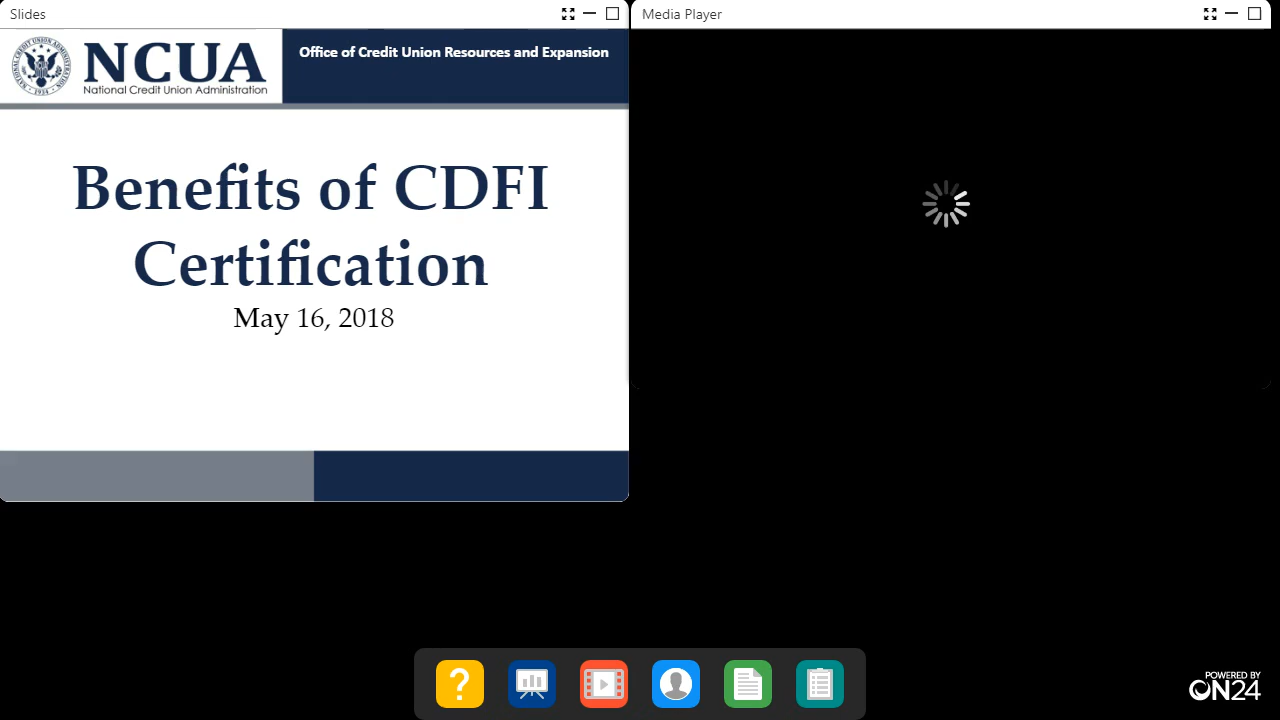 Slides
Media Player
NCUA
National Credit Union Administration
Office of Credit Union Resources and Expansion
Benefits of CDFI
Certification
May 16, 2018
?
POWERED BY
ON24